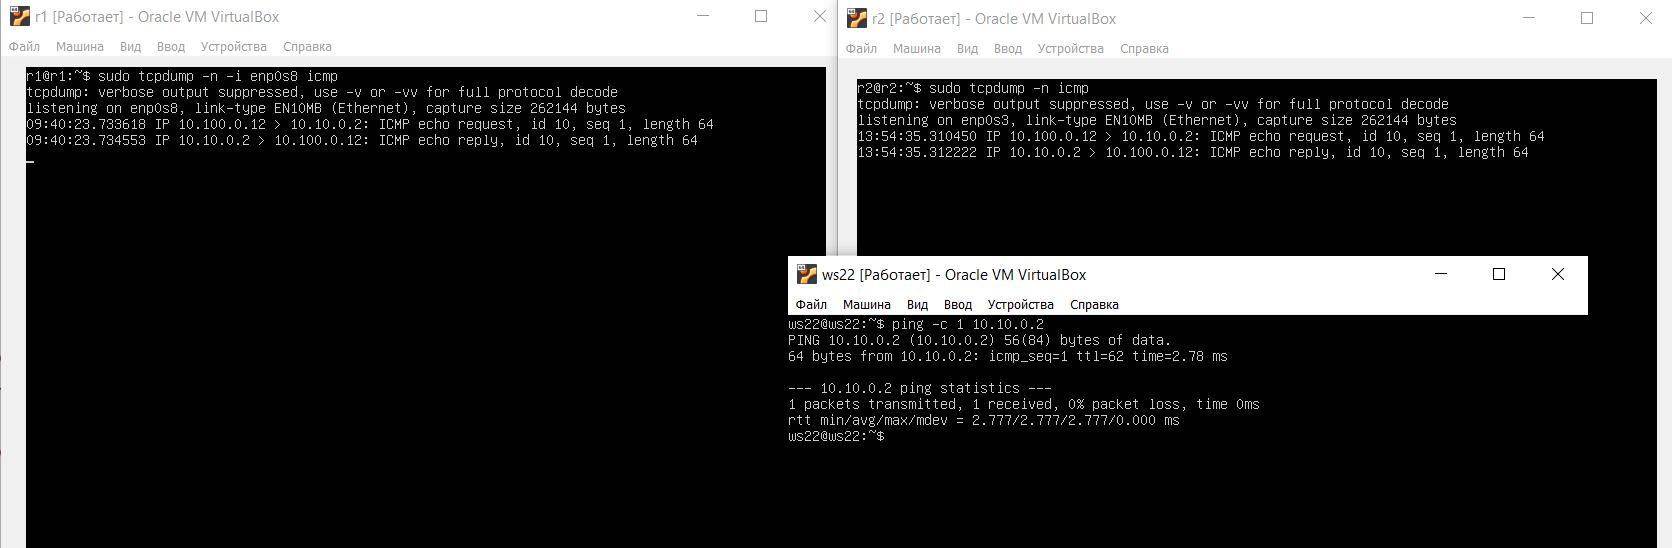 r1 [Работает] - Oracle VM VirtualBox
Файл Машина Вид Ввод Устройства Справка
r1@r1:~$ sudo tcpdump -n -i enp0s8 icmp
tcpdump: verbose output suppressed, use -v or -vv for full protocol decode
listening on enp0s8, link-type EN10MB (Ethernet), capture size 262144 bytes
09:40:23.733618 IP 10.100.0.12 > 10.10.0.2: ICMP echo request, id 10, seq 1, length 64
09:40:23.734553 IP 10.10.0.2 > 10.100.0.12: ICMP echo reply, id 10, seq 1, length 64
r2 [Работает] - Oracle VM VirtualBox
Файл Машина Вид Ввод Устройства Справка
r2@r2:~$ sudo tcpdump -n icmp
tcpdump: verbose output suppressed, use -v or -vv for full protocol decode
listening on enp0s3, link-type EN10MB (Ethernet), capture size 262144 bytes
13:54:35.310450 IP 10.100.0.12 > 10.10.0.2: ICMP echo request, id 10, seq 1, length 64
13:54:35.312222 IP 10.10.0.2 > 10.100.0.12: ICMP echo reply, id 10, seq 1, length 64
ws22 [Работает] - Oracle VM VirtualBox
Файл Машина Вид Ввод Устройства Справка
ws22@ws22:~$ ping -c 1 10.10.0.2
PING 10.10.0.2 (10.10.0.2) 56(84) bytes of data.
64 bytes from 10.10.0.2: icmp_seq=1 ttl=62 time=2.78 ms
--- 10.10.0.2 ping statistics ---
1 packets transmitted, 1 received, 0% packet loss, time 0ms
rtt min/avg/max/mdev = 2.777/2.777/2.777/0.000 ms
ws22@ws22:~$